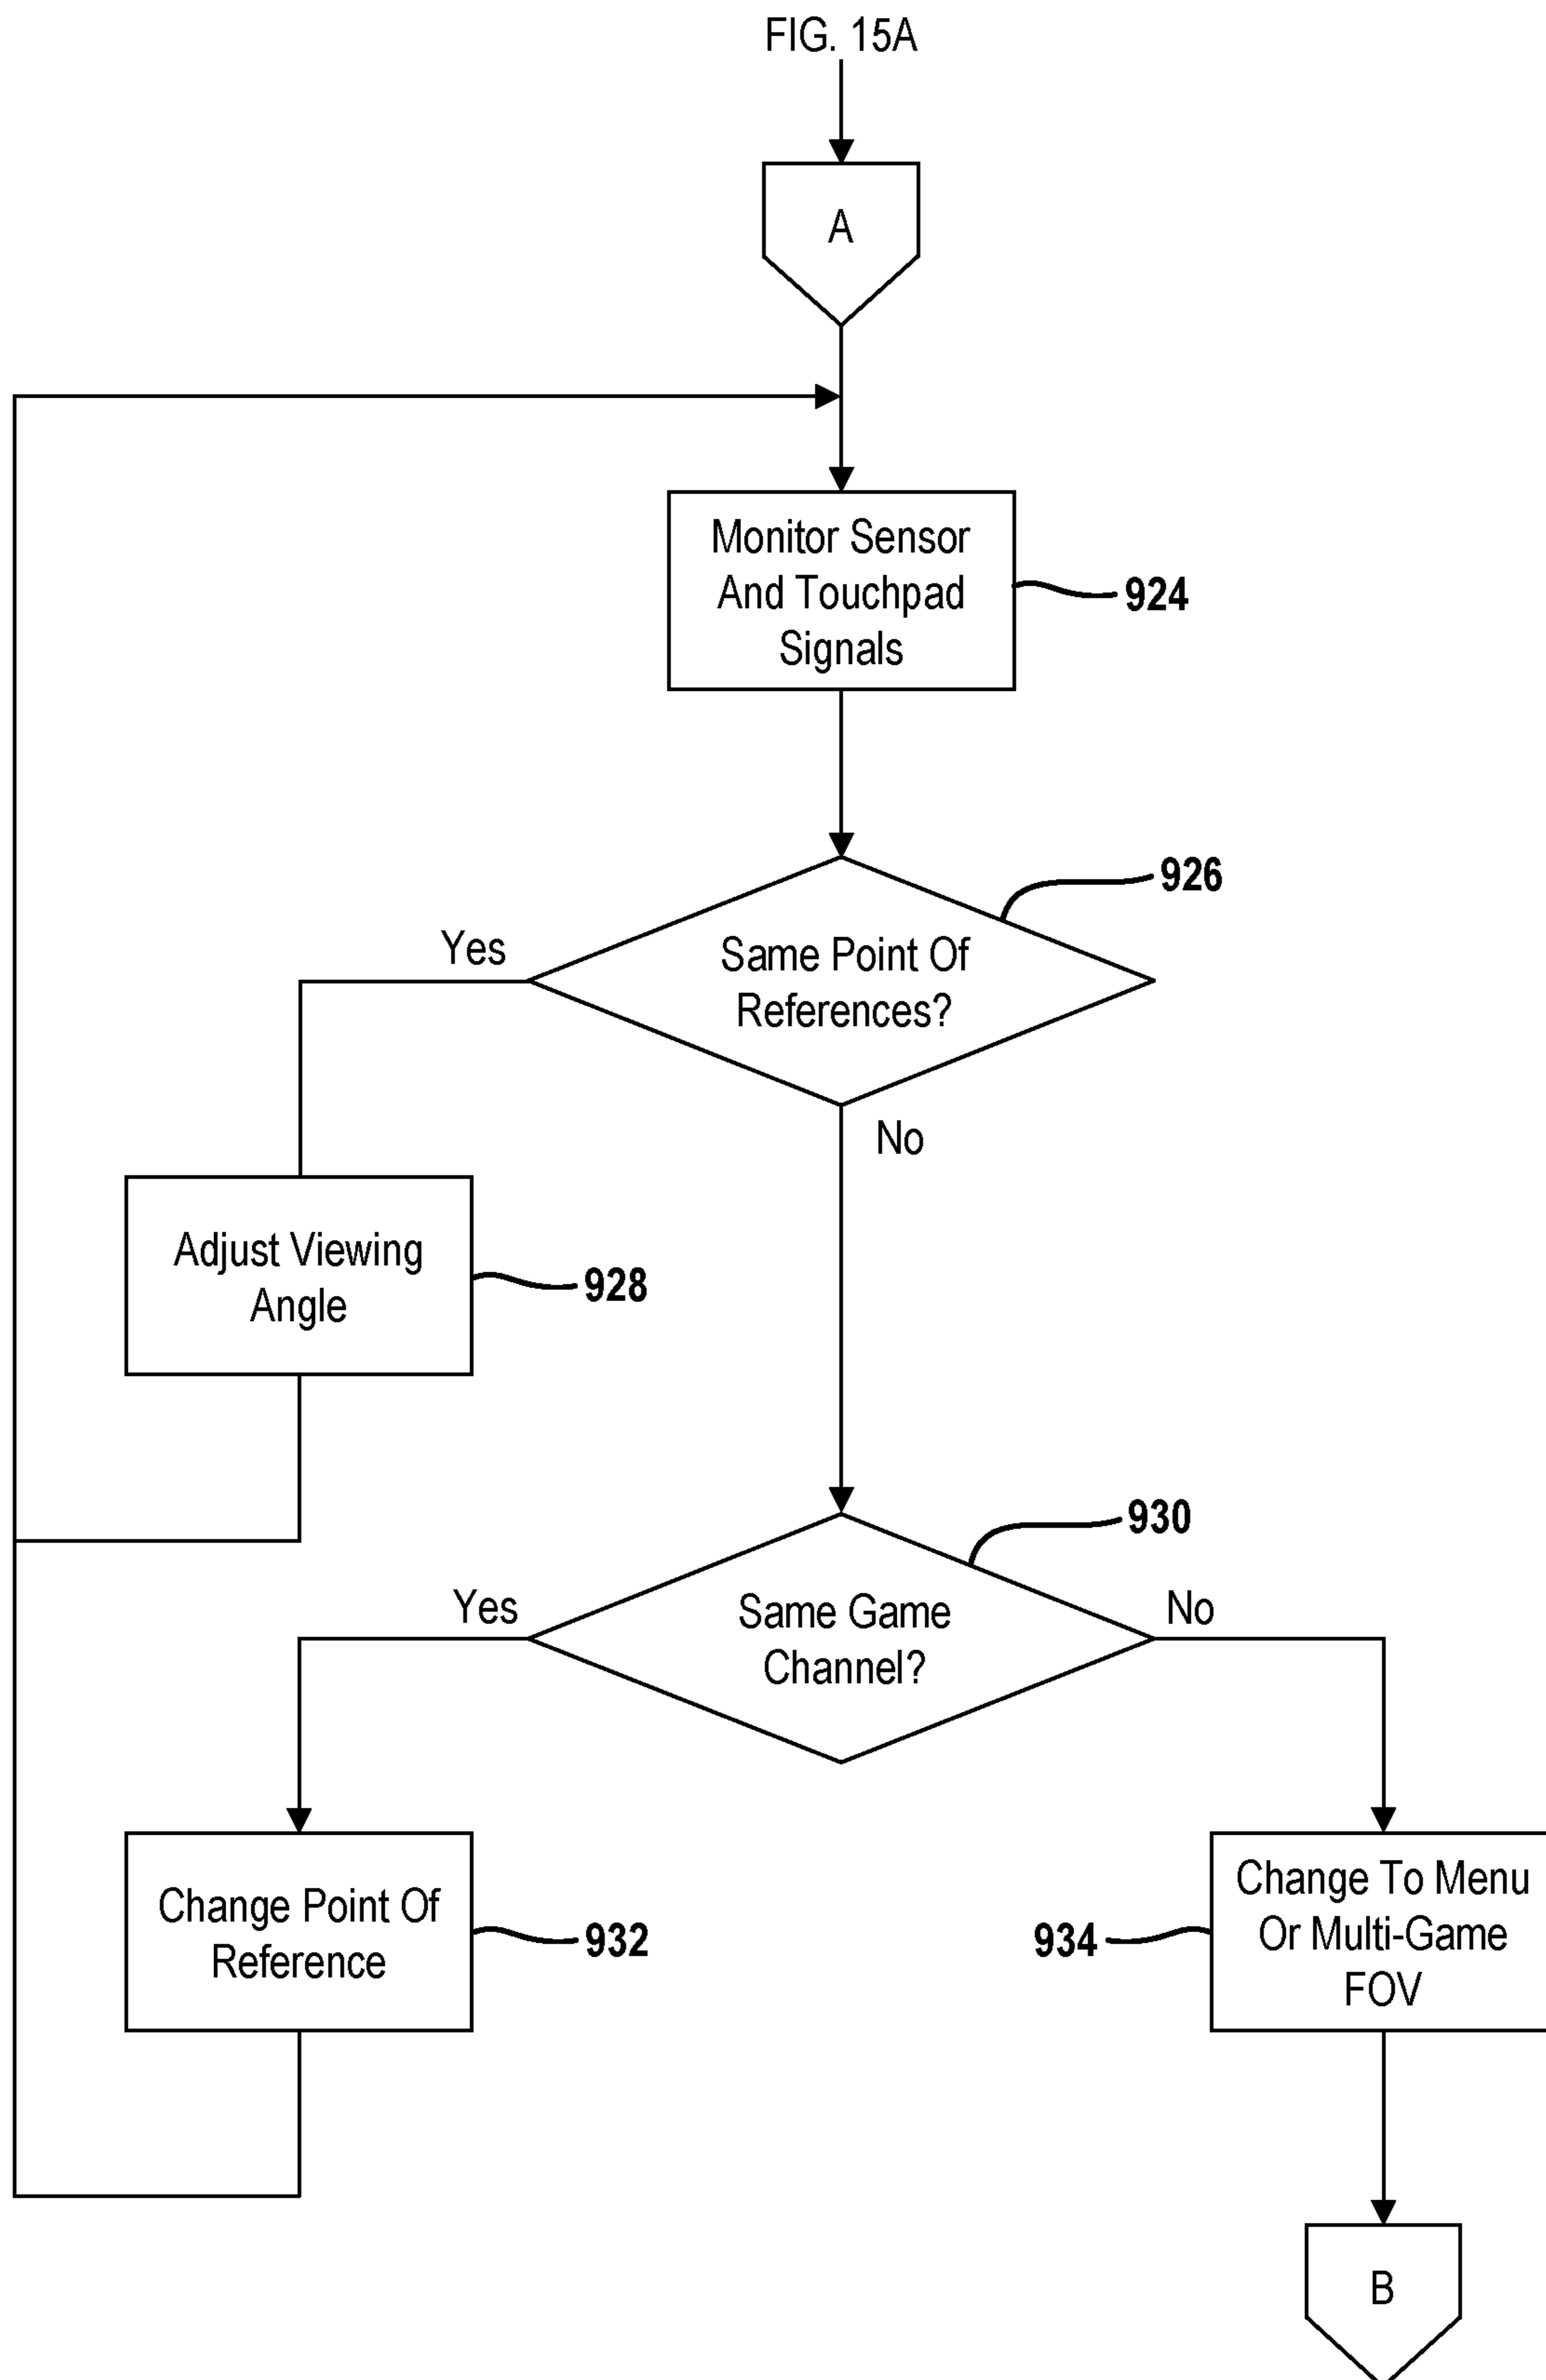 FIG. 15A
A
Monitor Sensor
And Touchpad
Signals
924
926
Yes
Same Point Of
References?
No
Adjust Viewing
Angle
928
930
Yes
Same Game
Channel?
No
Change Point Of
Reference
932
934
Change To Menu
Or Multi-Game
FOV
B